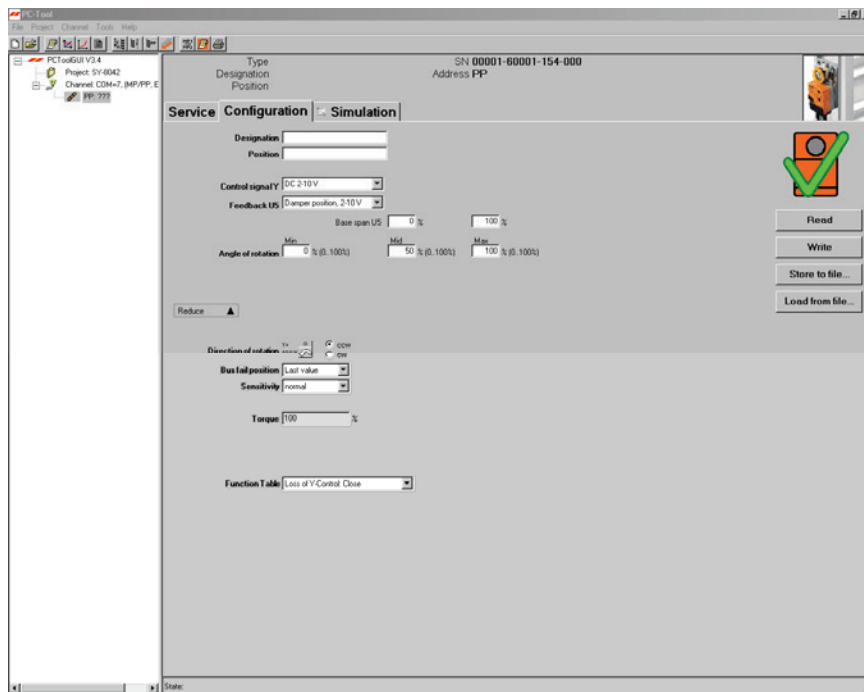 PC-Tool
File Project Channel Tools Help
PCToolGUI V3.4
Project: SY-0042
Channel: COM=7, (MP/PP, E
PP: ???
Type
Designation
Position
SN 00001-60001-154-000
Address PP
Service Configuration Simulation
Designation
Position
Control signal Y DC 2-10 V
Feedback U5 Damper position, 2-10 V
Base span U5 0 % 100 %
Min Mid Max
Angle of rotation 0 % (0..100%) 50 % (0..100%) 100 % (0..100%)
Reduce
Direction of rotation ccw
cw
Bus fail position Last value
Sensitivity normal
Torque 100 %
Function Table Loss of Y-Control: Close
Read
Write
Store to file...
Load from file...
State: